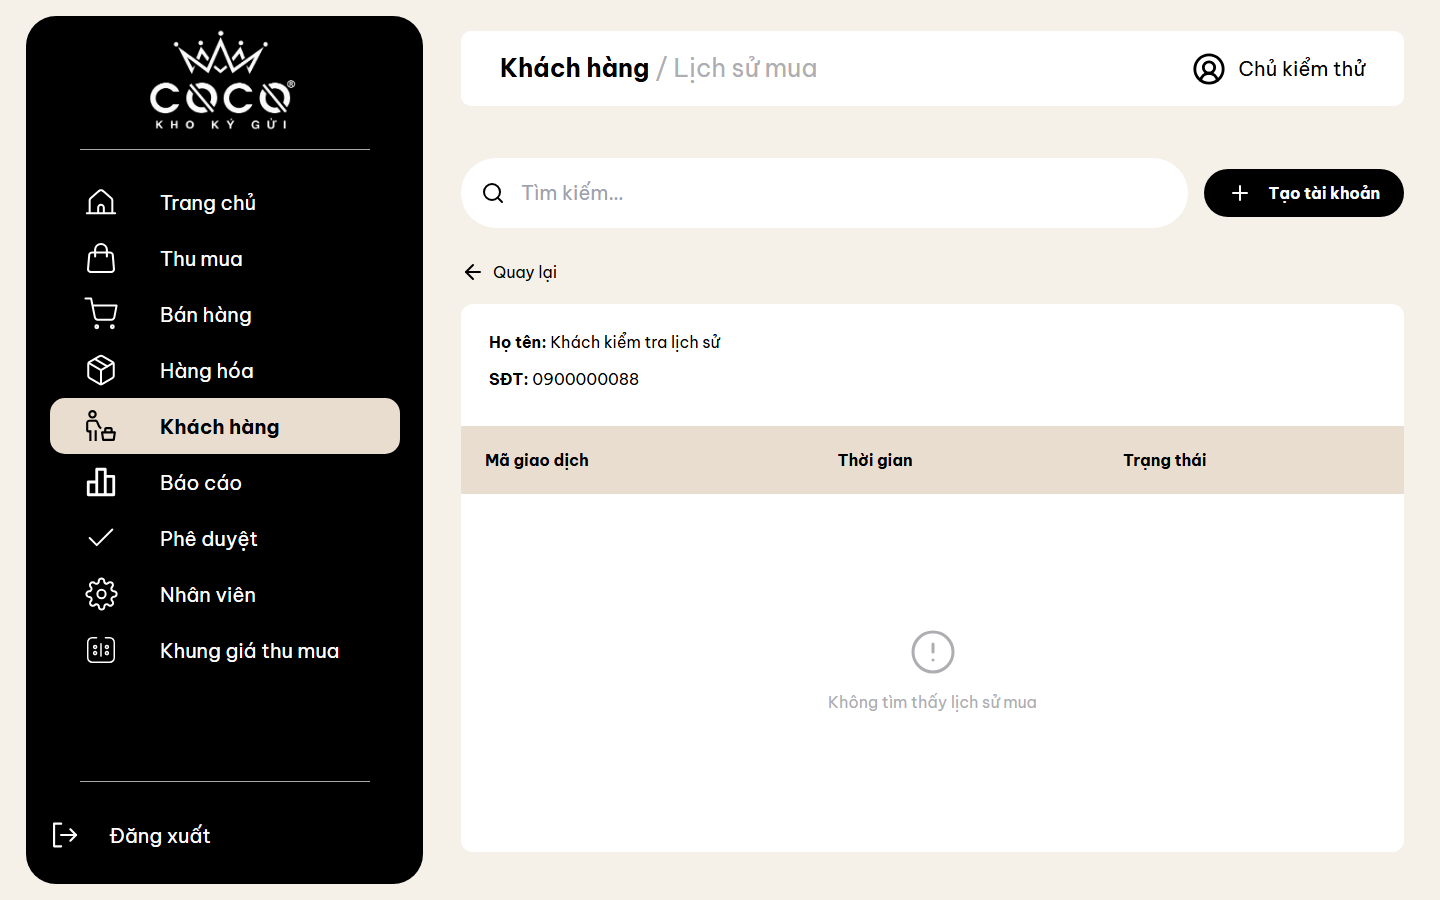 COCO®
KHO KÝ GỬI
Trang chủ
Thu mua
Bán hàng
Hàng hóa
Khách hàng
Báo cáo
Phê duyệt
Nhân viên
Khung giá thu mua
Đăng xuất
Khách hàng / Lịch sử mua
Chủ kiểm thử
Tìm kiếm...
Tạo tài khoản
Quay lại
Họ tên: Khách kiểm tra lịch sử
SĐT: 0900000088
Mã giao dịch Thời gian Trạng thái
Không tìm thấy lịch sử mua